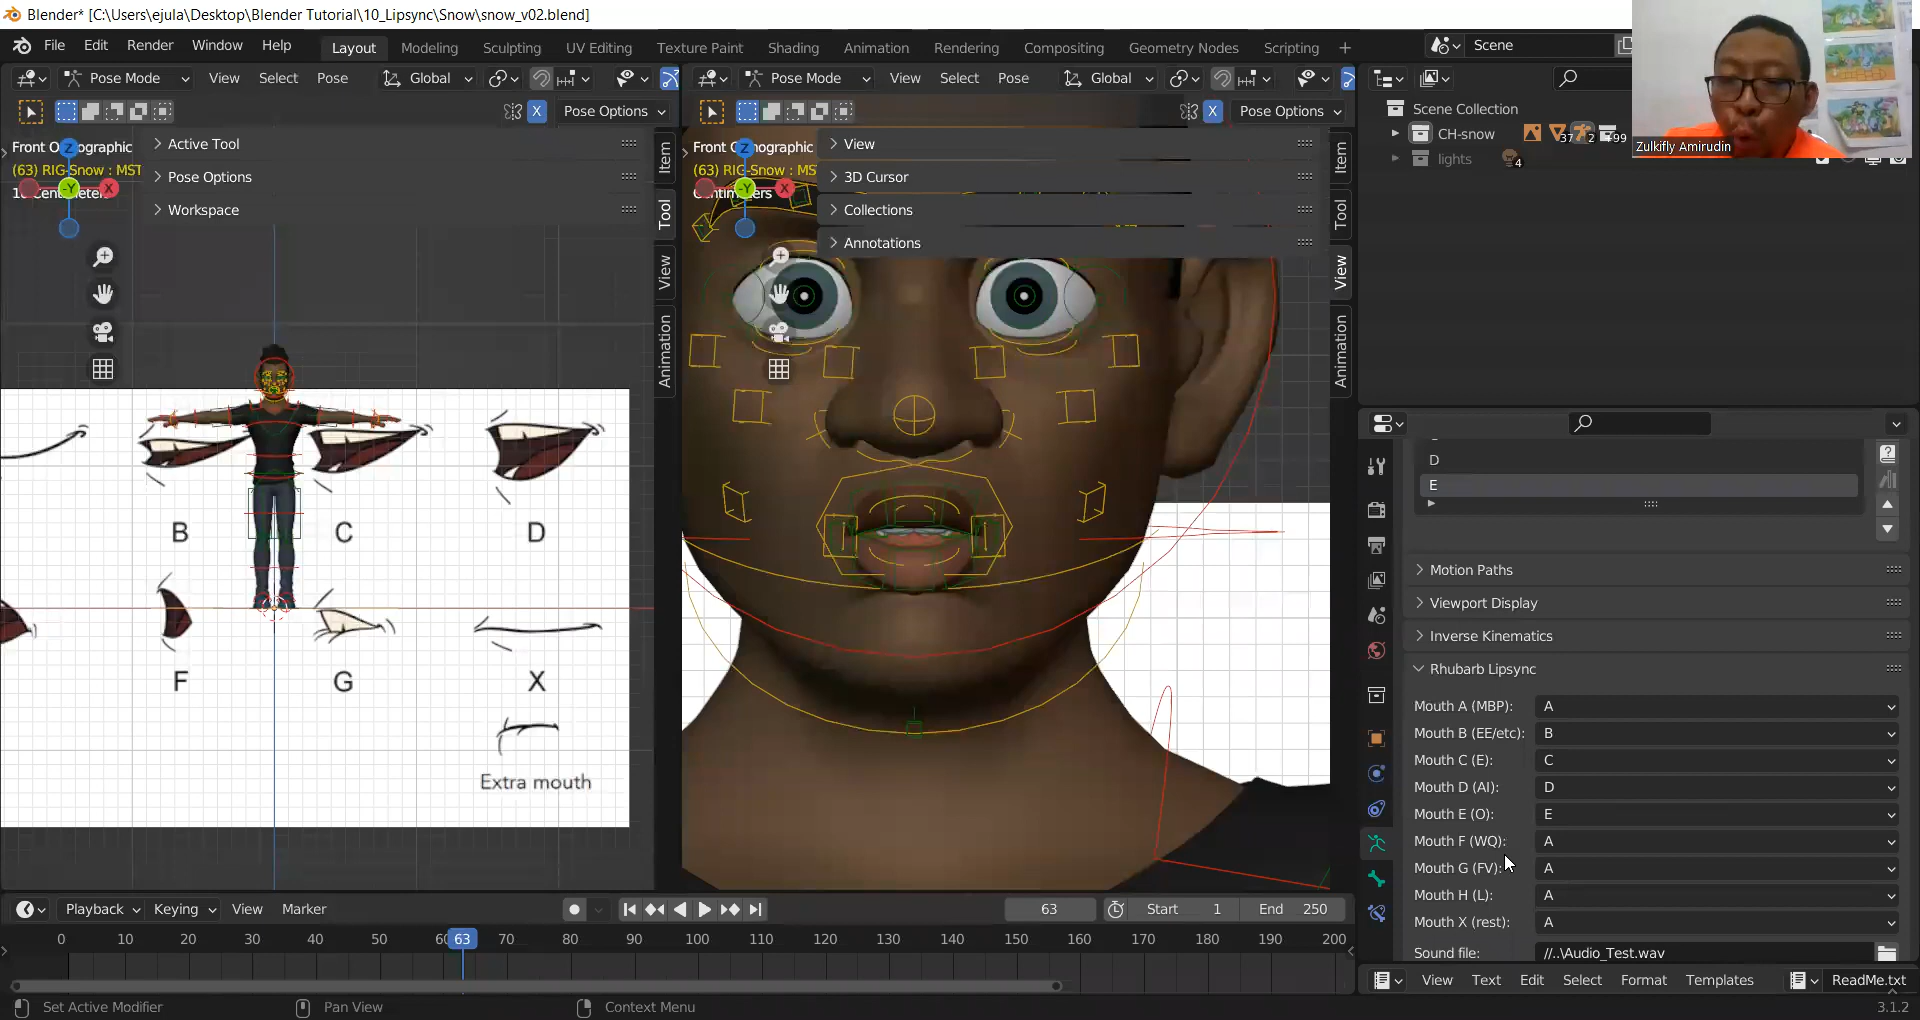 Blender* [C:\Users\ejula\Desktop\Blender Tutorial\10_Lipsync\Snow\snow_v02.blend]
File Edit Render Window Help Layout Modeling Sculpting UV Editing Texture Paint Shading Animation Rendering Compositing Geometry Nodes Scripting + Scene
Pose Mode View Select Pose Global
Pose Mode View Select Pose Global
X Pose Options
X Pose Options
Front O
graphic
(63) RIG-Snow : MST
Z
-Y
X
Active Tool
Pose Options
Workspace
Item
Tool
View
Animation
Front O
graphic
(63) RIG-Snow : MS
Z
-Y
X
View
3D Cursor
Collections
Annotations
Item
Tool
View
Animation
B C D
F G X
Extra mouth
Scene Collection
CH-snow 37 2 99
lights 4
Zulkifly Amirudin
D
E
Motion Paths
Viewport Display
Inverse Kinematics
Rhubarb Lipsync
Mouth A (MBP): A
Mouth B (EE/etc): B
Mouth C (E): C
Mouth D (AI): D
Mouth E (O): E
Mouth F (WQ): A
Mouth G (FV): A
Mouth H (L): A
Mouth X (rest): A
Sound file: //..\Audio_Test.wav
View Text Edit Select Format Templates ReadMe.txt
Playback Keying View Marker 63 Start 1 End 250
0 10 20 30 40 50 60 63 70 80 90 100 110 120 130 140 150 160 170 180 190 200
Set Active Modifier Pan View Context Menu 3.1.2